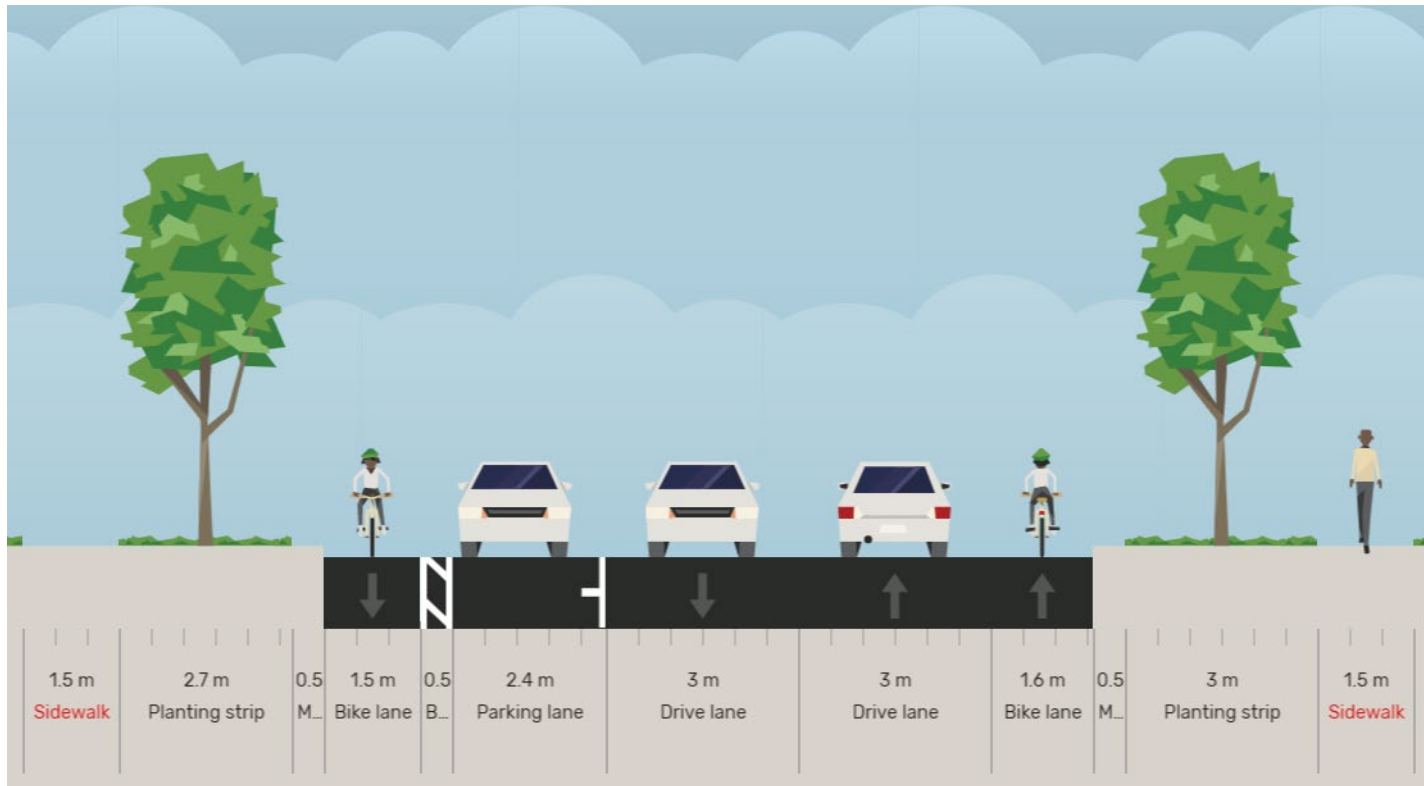 1.5 m
Sidewalk
2.7 m
Planting strip
0.5
M...
1.5 m
Bike lane
0.5
B...
2.4 m
Parking lane
3 m
Drive lane
3 m
Drive lane
1.6 m
Bike lane
0.5
M...
3 m
Planting strip
1.5 m
Sidewalk